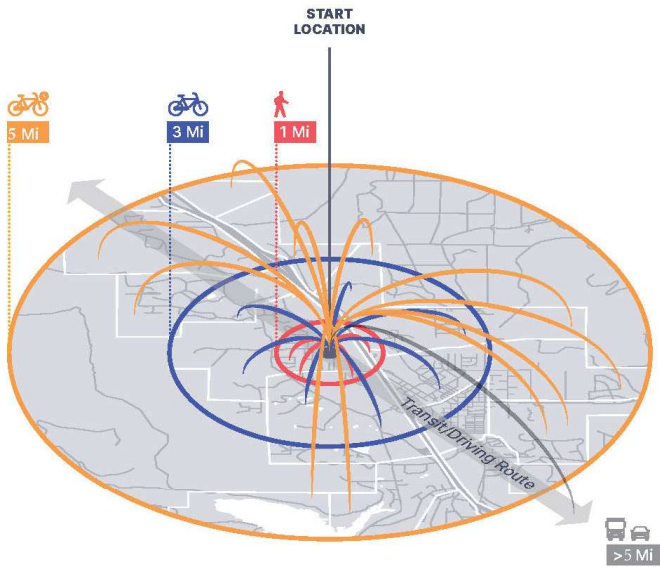 START
LOCATION
5 Mi
3 Mi
1 Mi
Transit/Driving Route
>5 Mi